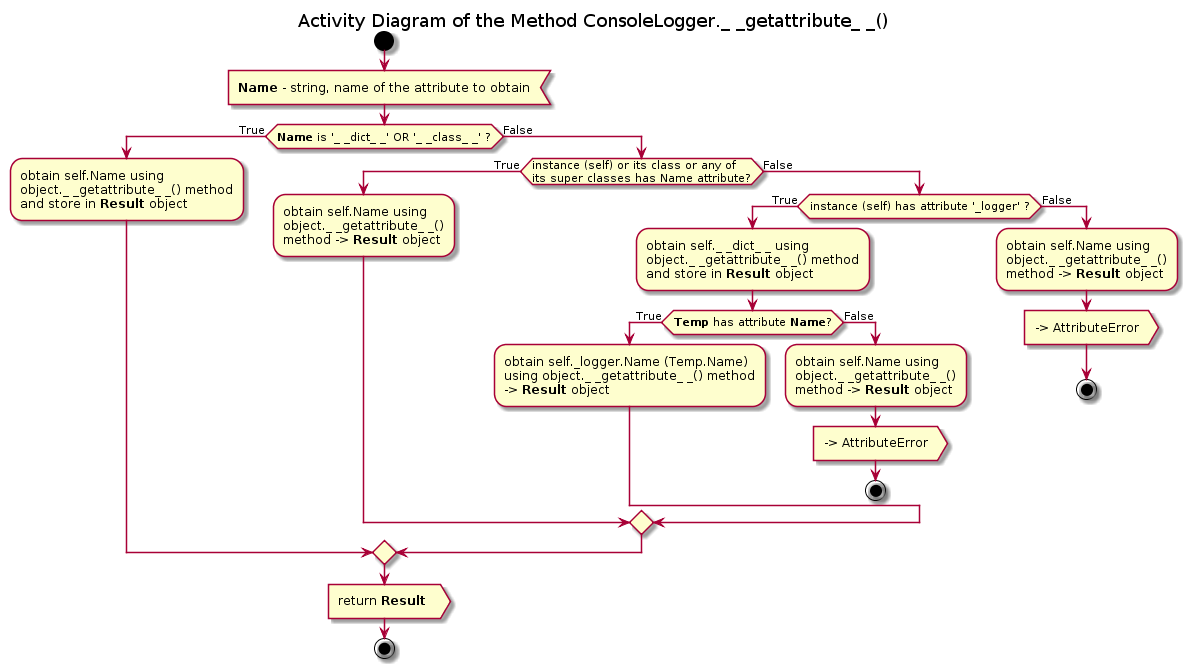 Activity Diagram of the Method ConsoleLogger._ _getattribute_ _()
Name - string, name of the attribute to obtain
True
Name is '_ _dict_ _' OR '_ _class_ _' ?
False
obtain self.Name using
object._ _getattribute_ _() method
and store in Result object
True
instance (self) or its class or any of
its super classes has Name attribute?
False
obtain self.Name using
object._ _getattribute_ _()
method -> Result object
True
instance (self) has attribute '_logger' ?
False
obtain self._ _dict_ _ using
object._ _getattribute_ _() method
and store in Result object
True
Temp has attribute Name?
False
obtain self._logger.Name (Temp.Name)
using object._ _getattribute_ _() method
-> Result object
obtain self.Name using
object._ _getattribute_ _()
method -> Result object
-> AttributeError
obtain self.Name using
object._ _getattribute_ _()
method -> Result object
-> AttributeError
return Result